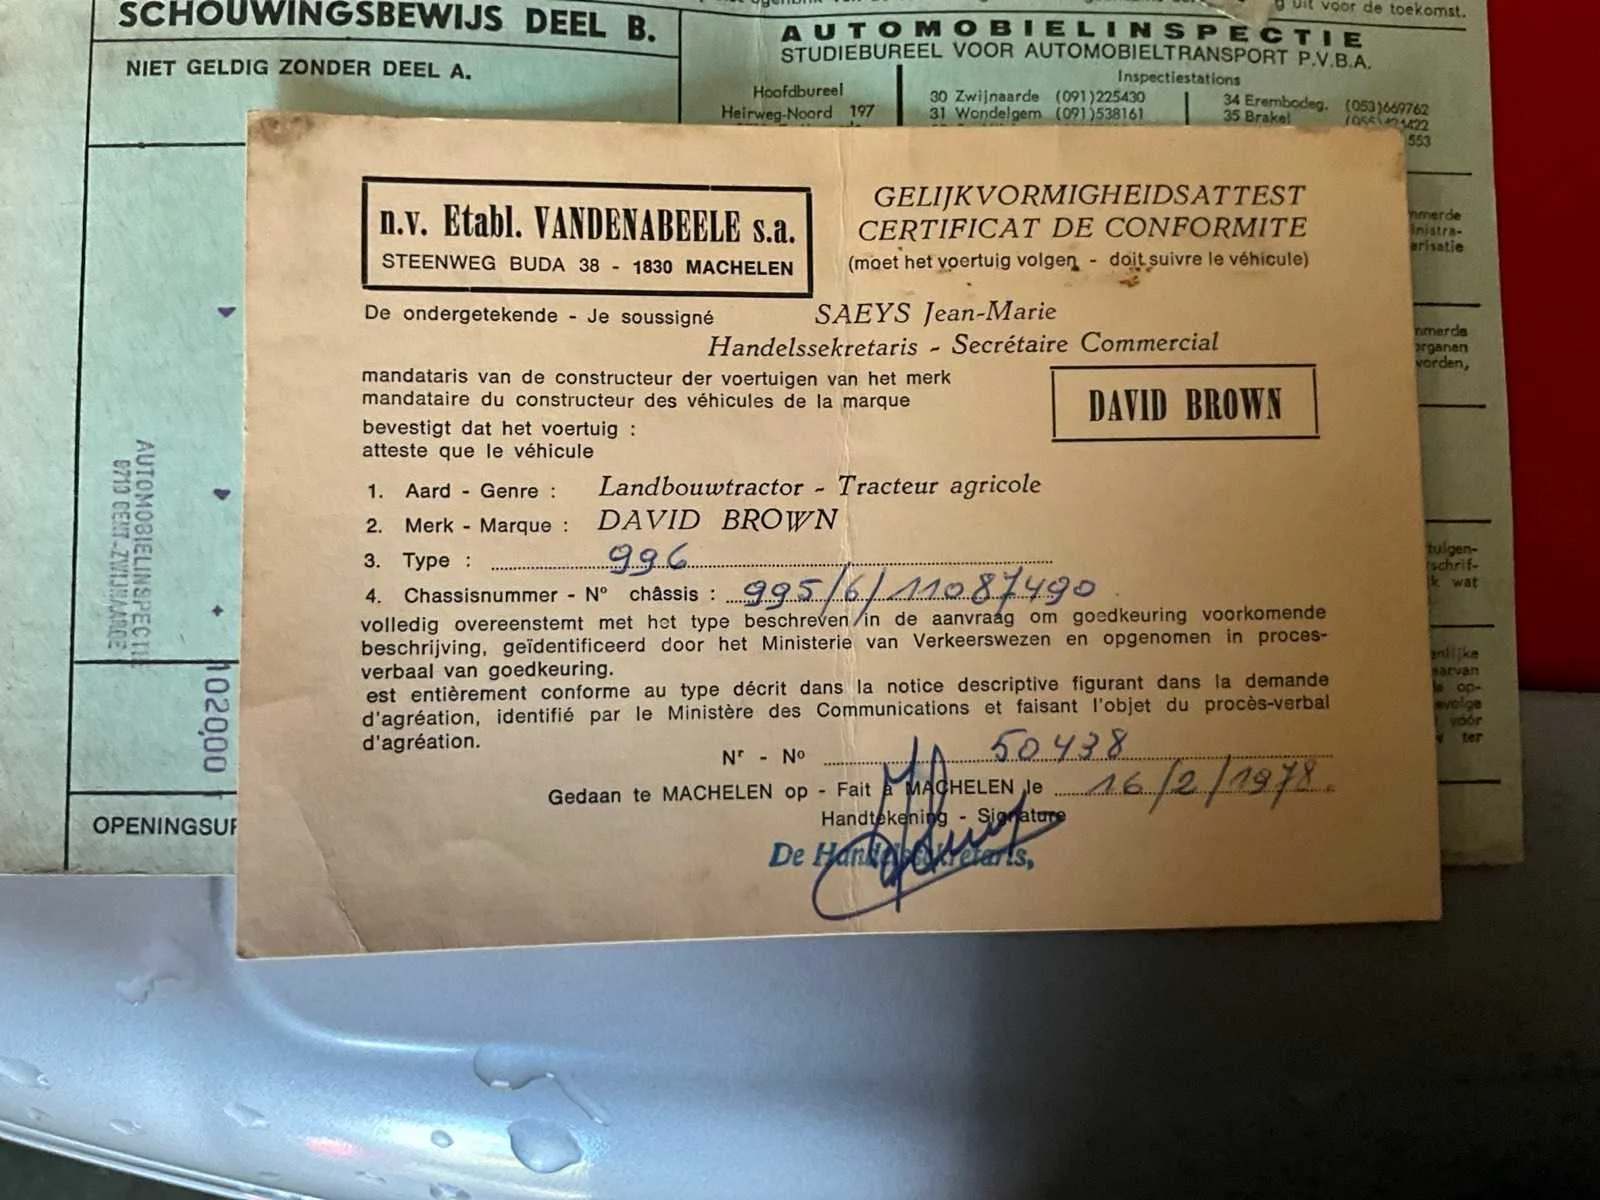 SCHOUWINGSBEWIJS DEEL B.
NIET GELDIG ZONDER DEEL A.
uit voor de toekomst.
AUTOMOBIELINSPECTIE
STUDIEBUREEL VOOR AUTOMOBIELTRANSPORT P.V.B.A.
Hoofdbureel
Heirweg-Noord 197
Inspectiestations
30 Zwijnaarde (091)225430
31 Wondelgem (091)538161
34 Erembodeg. (053)669762
35 Brakel
553
n.v. Etabl. VANDENABEELE s.a.
STEENWEG BUDA 38 - 1830 MACHELEN
GELIJKVORMIGHEIDSATTEST
CERTIFICAT DE CONFORMITE
(moet het voertuig volgen - doit suivre le véhicule)
De ondergetekende - Je soussigné SAEYS Jean-Marie
Handelssekretaris - Secrétaire Commercial
mandataris van de constructeur der voertuigen van het merk
mandataire du constructeur des véhicules de la marque
DAVID BROWN
bevestigt dat het voertuig :
atteste que le véhicule
1. Aard - Genre : Landbouwtractor - Tracteur agricole
2. Merk - Marque : DAVID BROWN
3. Type : 996
4. Chassisnummer - N° châssis : 995/6/11087490
volledig overeenstemt met het type beschreven in de aanvraag om goedkeuring voorkomende
beschrijving, geïdentificeerd door het Ministerie van Verkeerswezen en opgenomen in proces-
verbaal van goedkeuring.
est entièrement conforme au type décrit dans la notice descriptive figurant dans la demande
d'agréation, identifié par le Ministère des Communications et faisant l'objet du procès-verbal
d'agréation.
Nr - No 50438
Gedaan te MACHELEN op - Fait à MACHELEN le 16/2/1978.
Handtekening - Signature
De Handelssekretaris,
AUTOMOBIELINSPECTIE
9710 GENT-ZWIJNAARDE
102000
OPENINGSUR